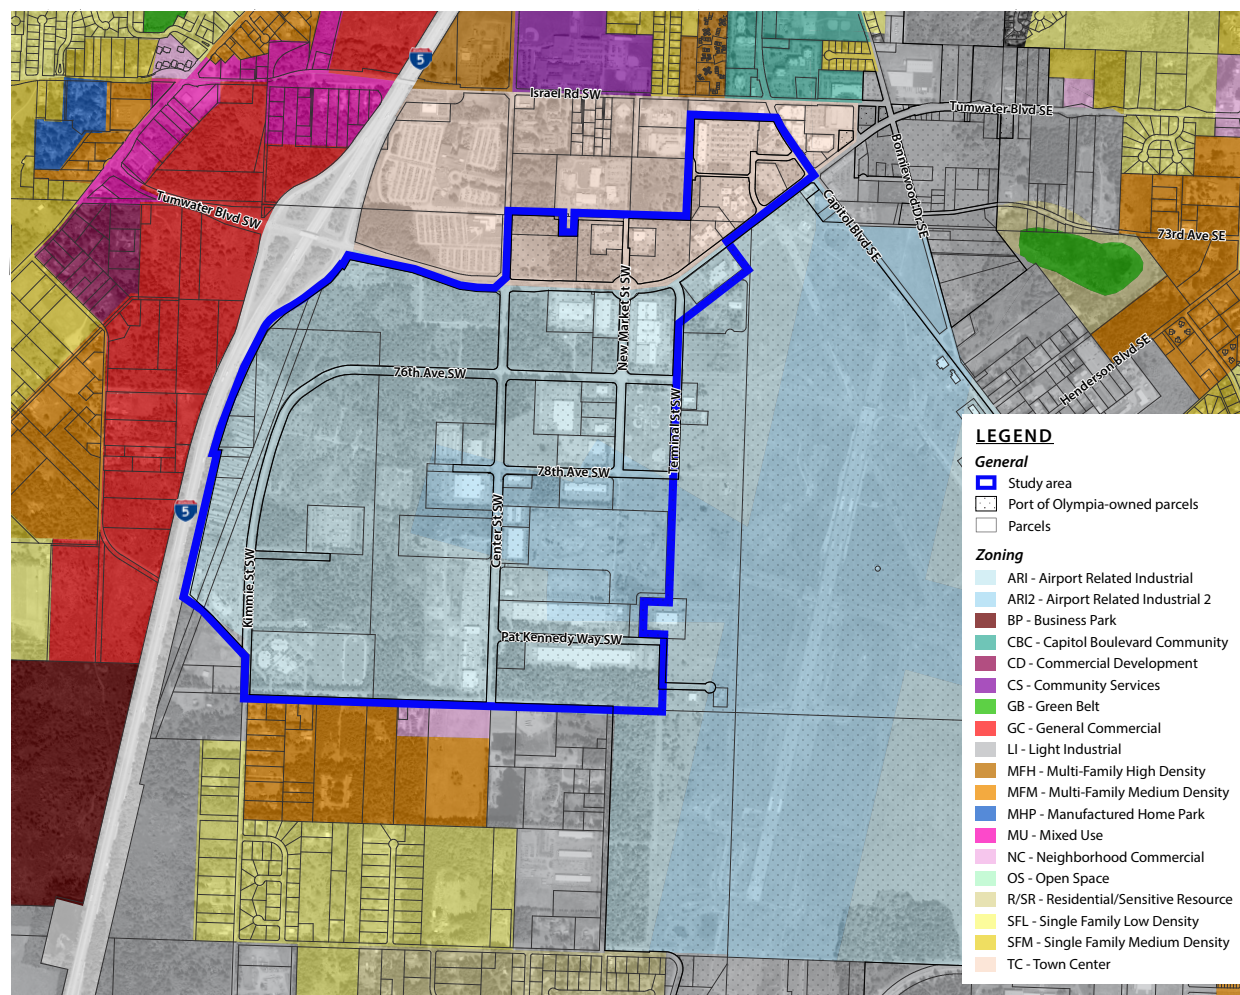 5
Israel Rd SW
Tumwater Blvd SE
Bonniewood Dr SE
Tumwater Blvd SW
Capitol Blvd SE
73rd Ave SE
New Market St SW
Henderson Blvd SE
76th Ave SW
Terminal St SW
78th Ave SW
5
Center St SW
Kimmie St SW
Pat Kennedy Way SW
LEGEND
General
Study area
Port of Olympia-owned parcels
Parcels
Zoning
ARI - Airport Related Industrial
ARI2 - Airport Related Industrial 2
BP - Business Park
CBC - Capitol Boulevard Community
CD - Commercial Development
CS - Community Services
GB - Green Belt
GC - General Commercial
LI - Light Industrial
MFH - Multi-Family High Density
MFM - Multi-Family Medium Density
MHP - Manufactured Home Park
MU - Mixed Use
NC - Neighborhood Commercial
OS - Open Space
R/SR - Residential/Sensitive Resource
SFL - Single Family Low Density
SFM - Single Family Medium Density
TC - Town Center